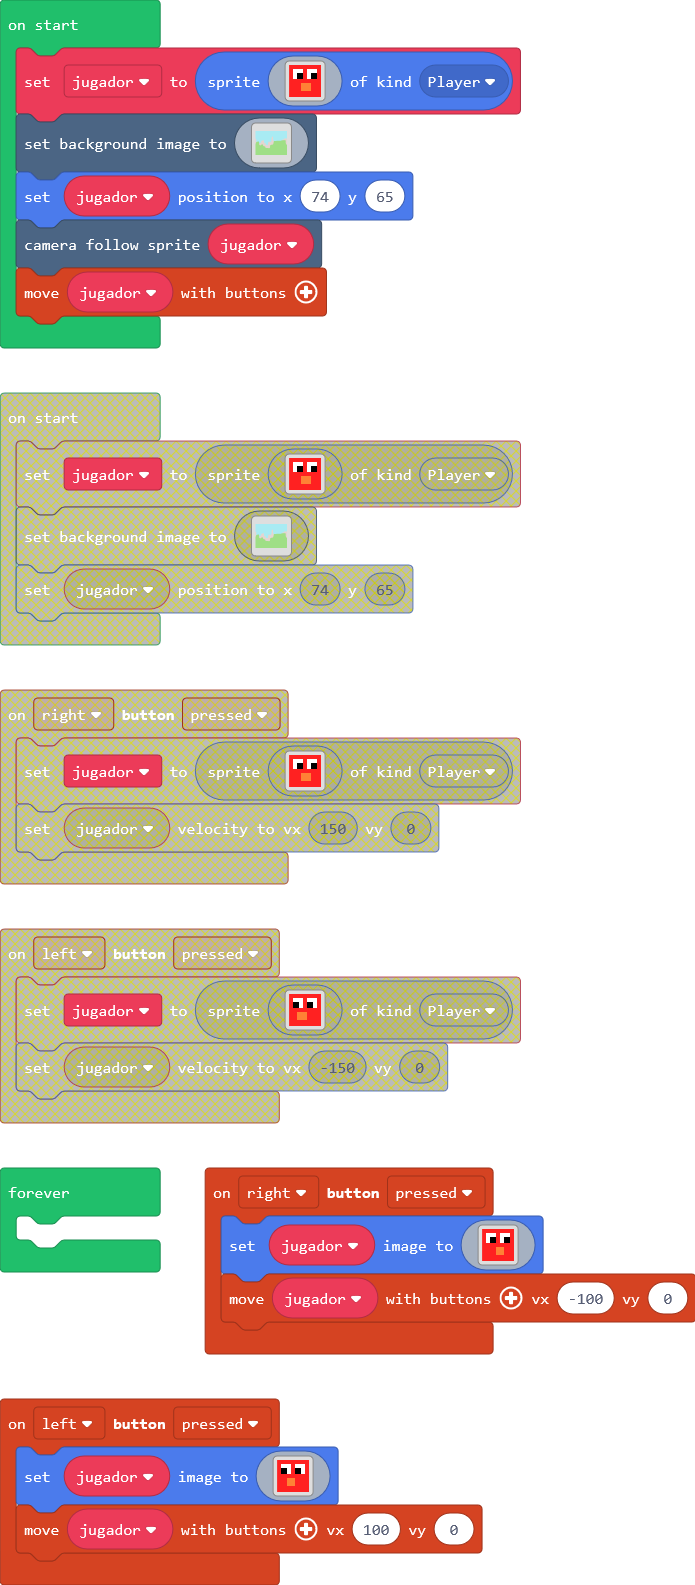 on start
set jugador to sprite of kind Player
set background image to
set jugador position to x 74 y 65
camera follow sprite jugador
move jugador with buttons
on start
set jugador to sprite of kind Player
set background image to
set jugador position to x 74 y 65
on right button pressed
set jugador to sprite of kind Player
set jugador velocity to vx 150 vy 0
on left button pressed
set jugador to sprite of kind Player
set jugador velocity to vx -150 vy 0
forever
on right button pressed
set jugador image to
move jugador with buttons vx -100 vy 0
on left button pressed
set jugador image to
move jugador with buttons vx 100 vy 0